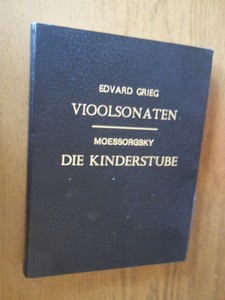 EDVARD GRIEG
VIOOLSONATEN
MOESSORGSKY
DIE KINDERSTUBE